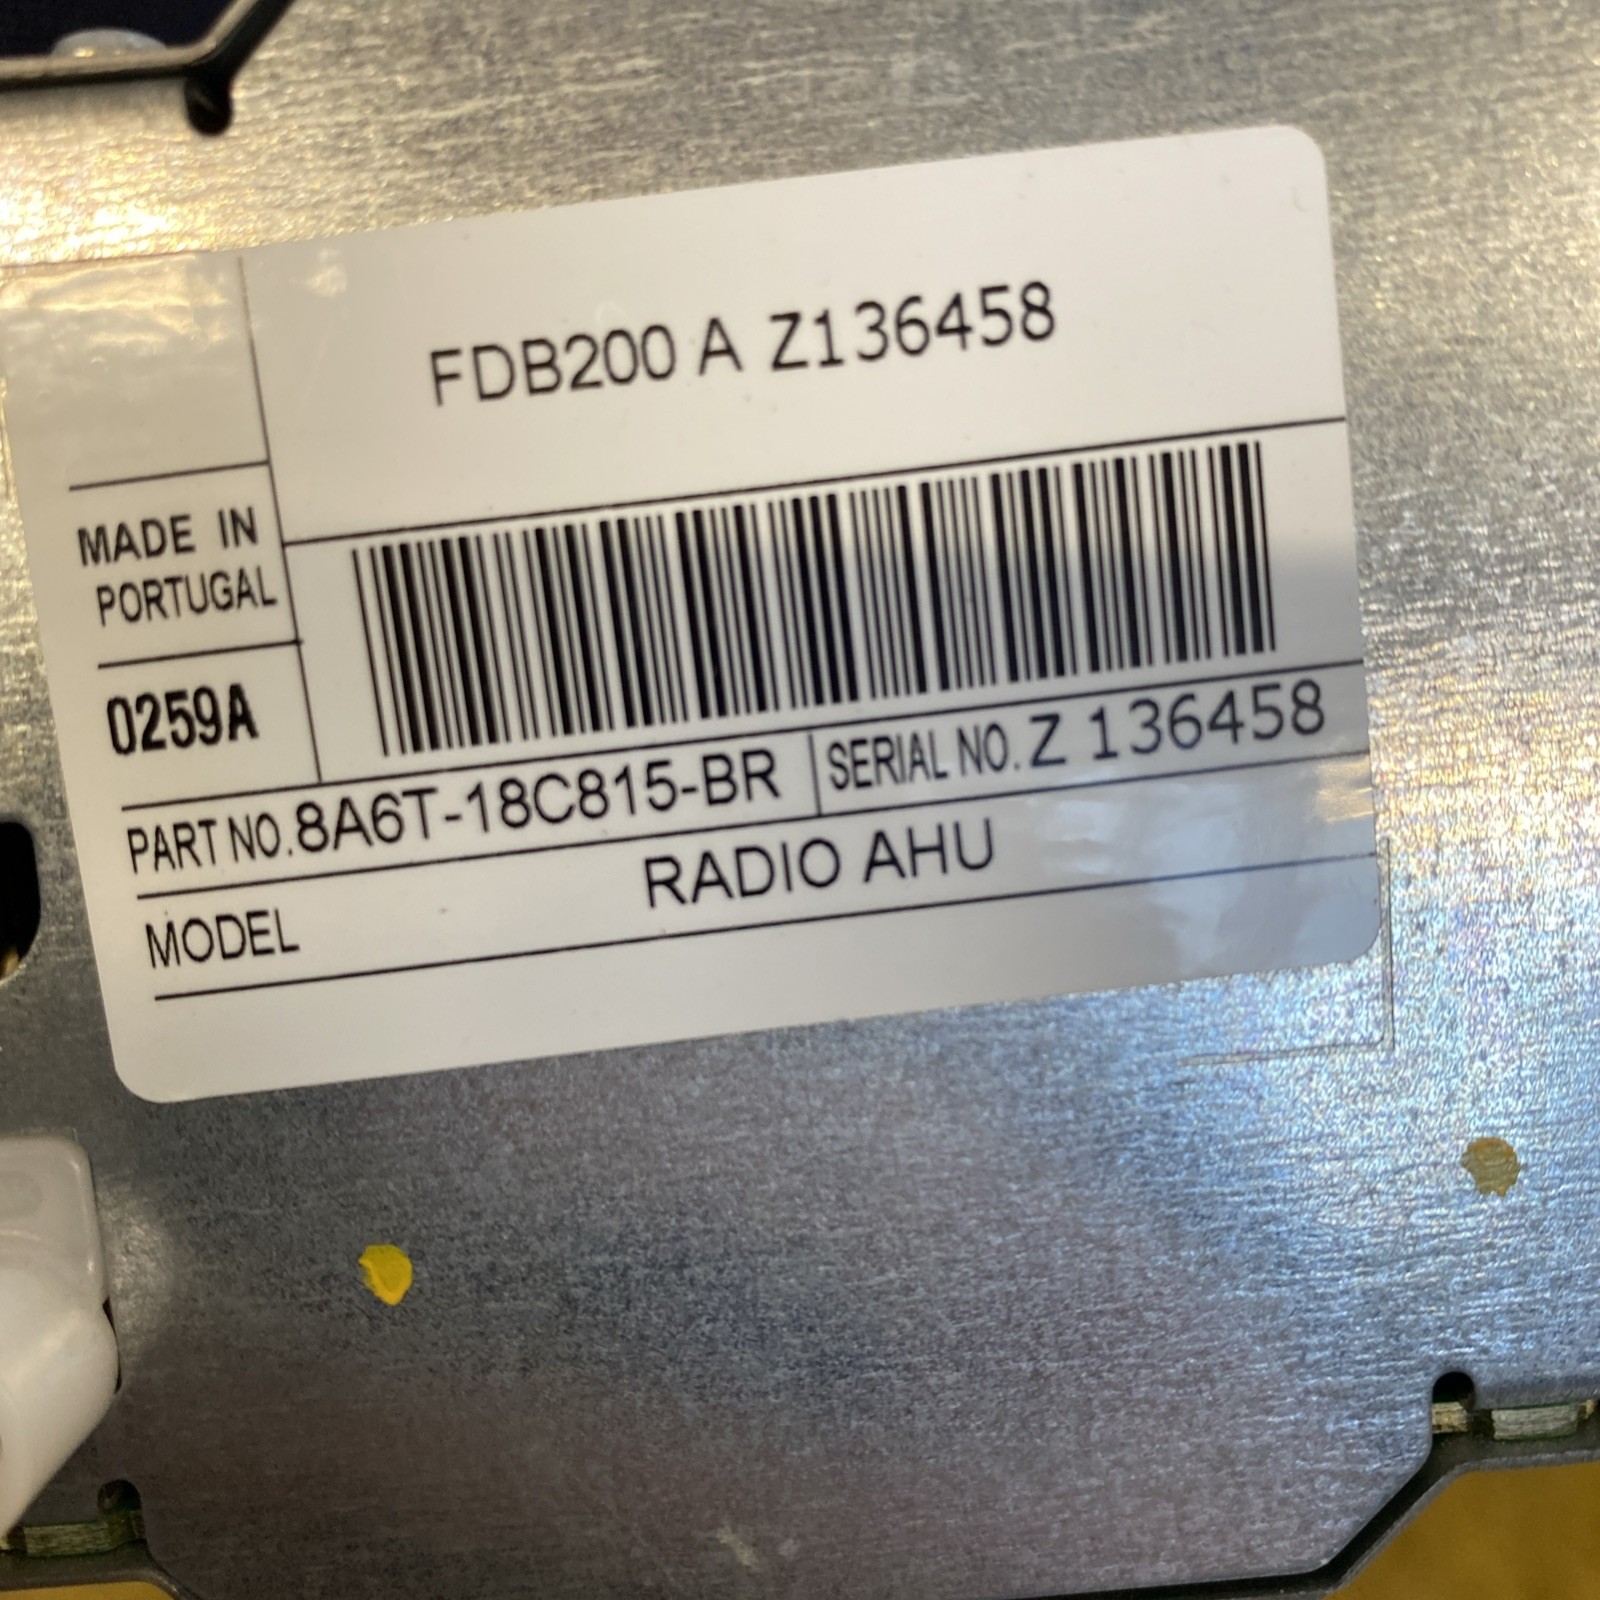 FDB200 A Z136458
MADE IN
PORTUGAL
0259A
PART NO. 8A6T-18C815-BR SERIAL NO. Z 136458
MODEL RADIO AHU